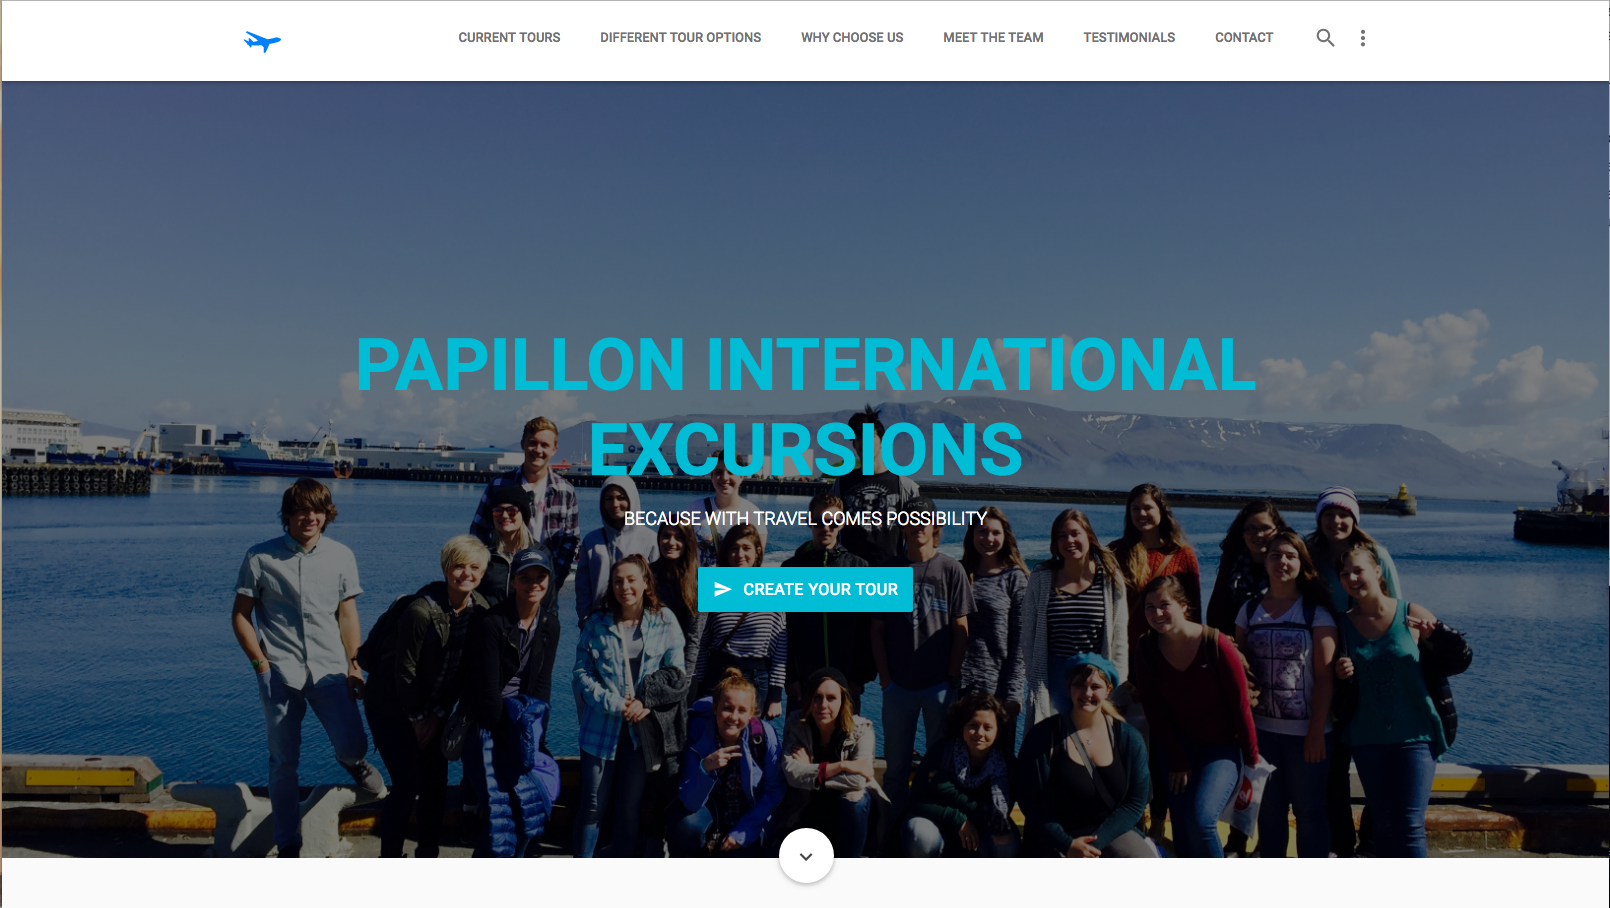 CURRENT TOURS DIFFERENT TOUR OPTIONS WHY CHOOSE US MEET THE TEAM TESTIMONIALS CONTACT
PAPILLON INTERNATIONAL
EXCURSIONS
BECAUSE WITH TRAVEL COMES POSSIBILITY
CREATE YOUR TOUR